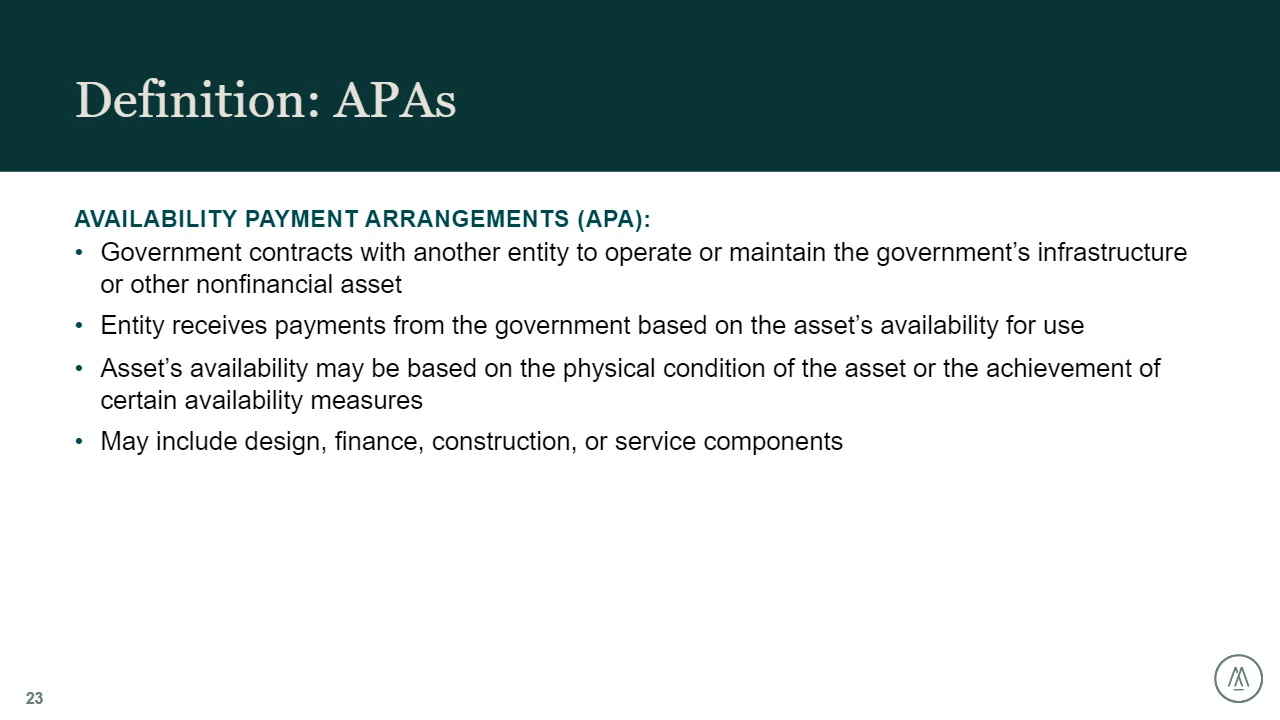 Definition: APAs
AVAILABILITY PAYMENT ARRANGEMENTS (APA):
• Government contracts with another entity to operate or maintain the government’s infrastructure
or other nonfinancial asset
• Entity receives payments from the government based on the asset’s availability for use
• Asset’s availability may be based on the physical condition of the asset or the achievement of
certain availability measures
• May include design, finance, construction, or service components
23